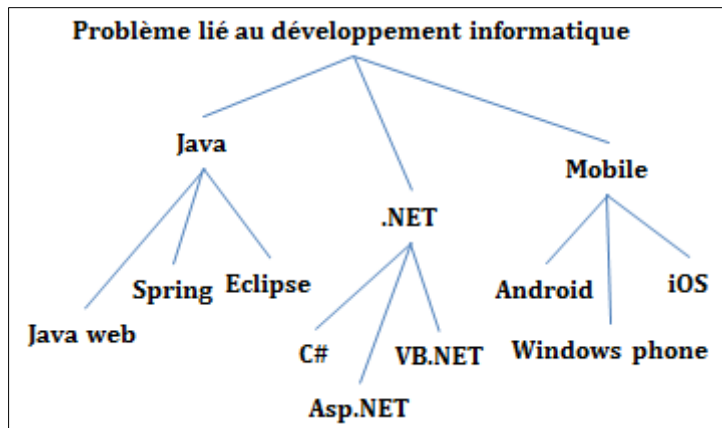 Problème lié au développement informatique
Java
.NET
Mobile
Java web
Spring
Eclipse
C#
Asp.NET
VB.NET
Android
Windows phone
iOS